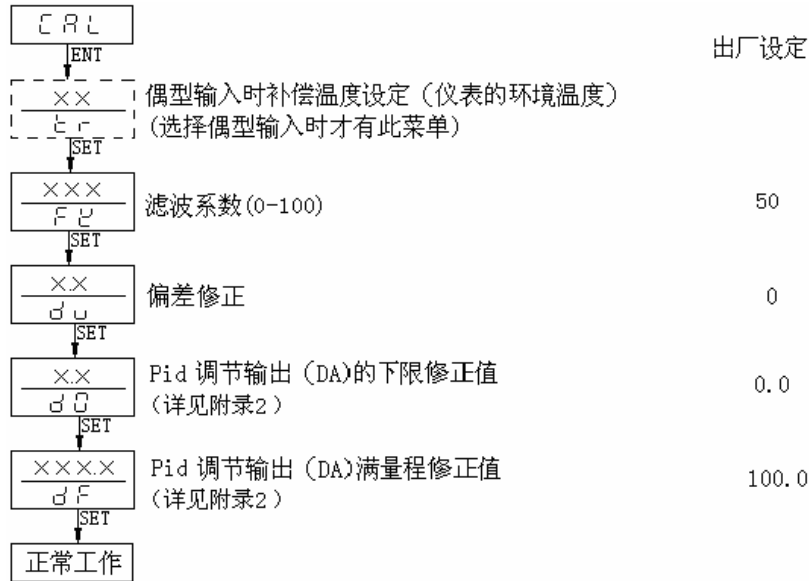 CAL
出厂设定
ENT
××
偶型输入时补偿温度设定（仪表的环境温度）
tr
(选择偶型输入时才有此菜单)
SET
×××
滤波系数(0-100)
50
SET
×.×
偏差修正
0
du
SET
×.×
Pid 调节输出（DA)的下限修正值
0.0
d0
（详见附录2）
SET
×××.×
Pid 调节输出（DA)满量程修正值
100.0
dF
（详见附录2）
SET
正常工作